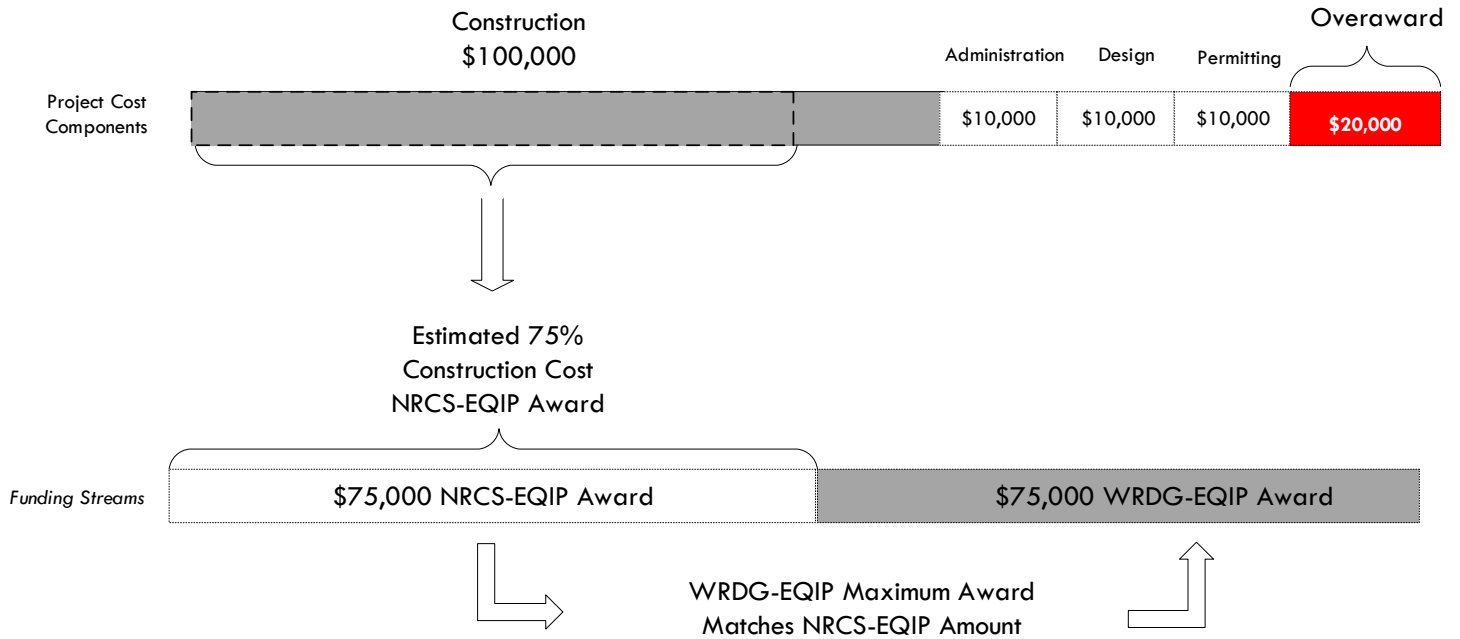 Construction
$100,000
Overaward
Administration
Design
Permitting
Project Cost
Components
$10,000
$10,000
$10,000
$20,000
Estimated 75%
Construction Cost
NRCS-EQIP Award
Funding Streams
$75,000 NRCS-EQIP Award
$75,000 WRDG-EQIP Award
WRDG-EQIP Maximum Award
Matches NRCS-EQIP Amount